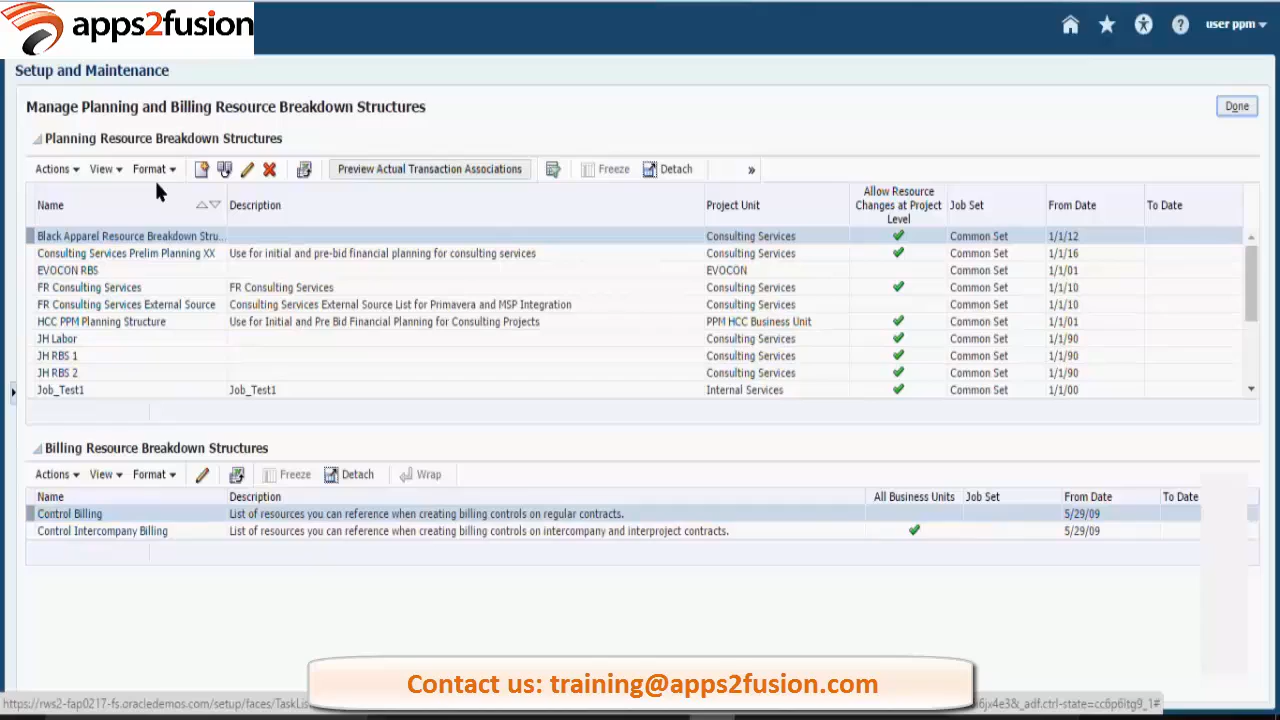 apps2fusion
user ppm
Setup and Maintenance
Manage Planning and Billing Resource Breakdown Structures
Done
Planning Resource Breakdown Structures
Actions View Format Preview Actual Transaction Associations Freeze Detach »
Name Description Project Unit Allow Resource Changes at Project Level Job Set From Date To Date
Black Apparel Resource Breakdown Stru... Consulting Services Common Set 1/1/12
Consulting Services Prelim Planning XX Use for initial and pre-bid financial planning for consulting services Consulting Services Common Set 1/1/16
EVOCON RBS EVOCON Common Set 1/1/01
FR Consulting Services FR Consulting Services Consulting Services Common Set 1/1/10
FR Consulting Services External Source Consulting Services External Source List for Primavera and MSP Integration Consulting Services Common Set 1/1/10
HCC PPM Planning Structure Use for Initial and Pre Bid Financial Planning for Consulting Projects PPM HCC Business Unit Common Set 1/1/01
JH Labor Consulting Services Common Set 1/1/90
JH RBS 1 Consulting Services Common Set 1/1/90
JH RBS 2 Consulting Services Common Set 1/1/90
Job_Test1 Job_Test1 Internal Services Common Set 1/1/00
Billing Resource Breakdown Structures
Actions View Format Freeze Detach Wrap
Name Description All Business Units Job Set From Date To Date
Control Billing List of resources you can reference when creating billing controls on regular contracts. 5/29/09
Control Intercompany Billing List of resources you can reference when creating billing controls on intercompany and interproject contracts. 5/29/09
Contact us: training@apps2fusion.com
https://rws2-fap0217-fs.oracledemos.com/setup/faces/TaskLis